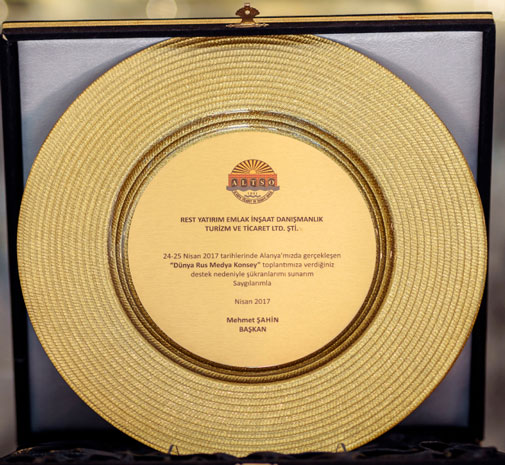 ALTSO
REST YATIRIM EMLAK İNŞAAT DANIŞMANLIK
TURİZM VE TİCARET LTD. ŞTİ.
24-25 Nisan 2017 tarihlerinde Alanya'mızda gerçekleşen
"Dünya Rus Medya Konsey" toplantımıza verdiğiniz
destek nedeniyle şükranlarımı sunarım
Saygılarımla
Nisan 2017
Mehmet ŞAHİN
BAŞKAN